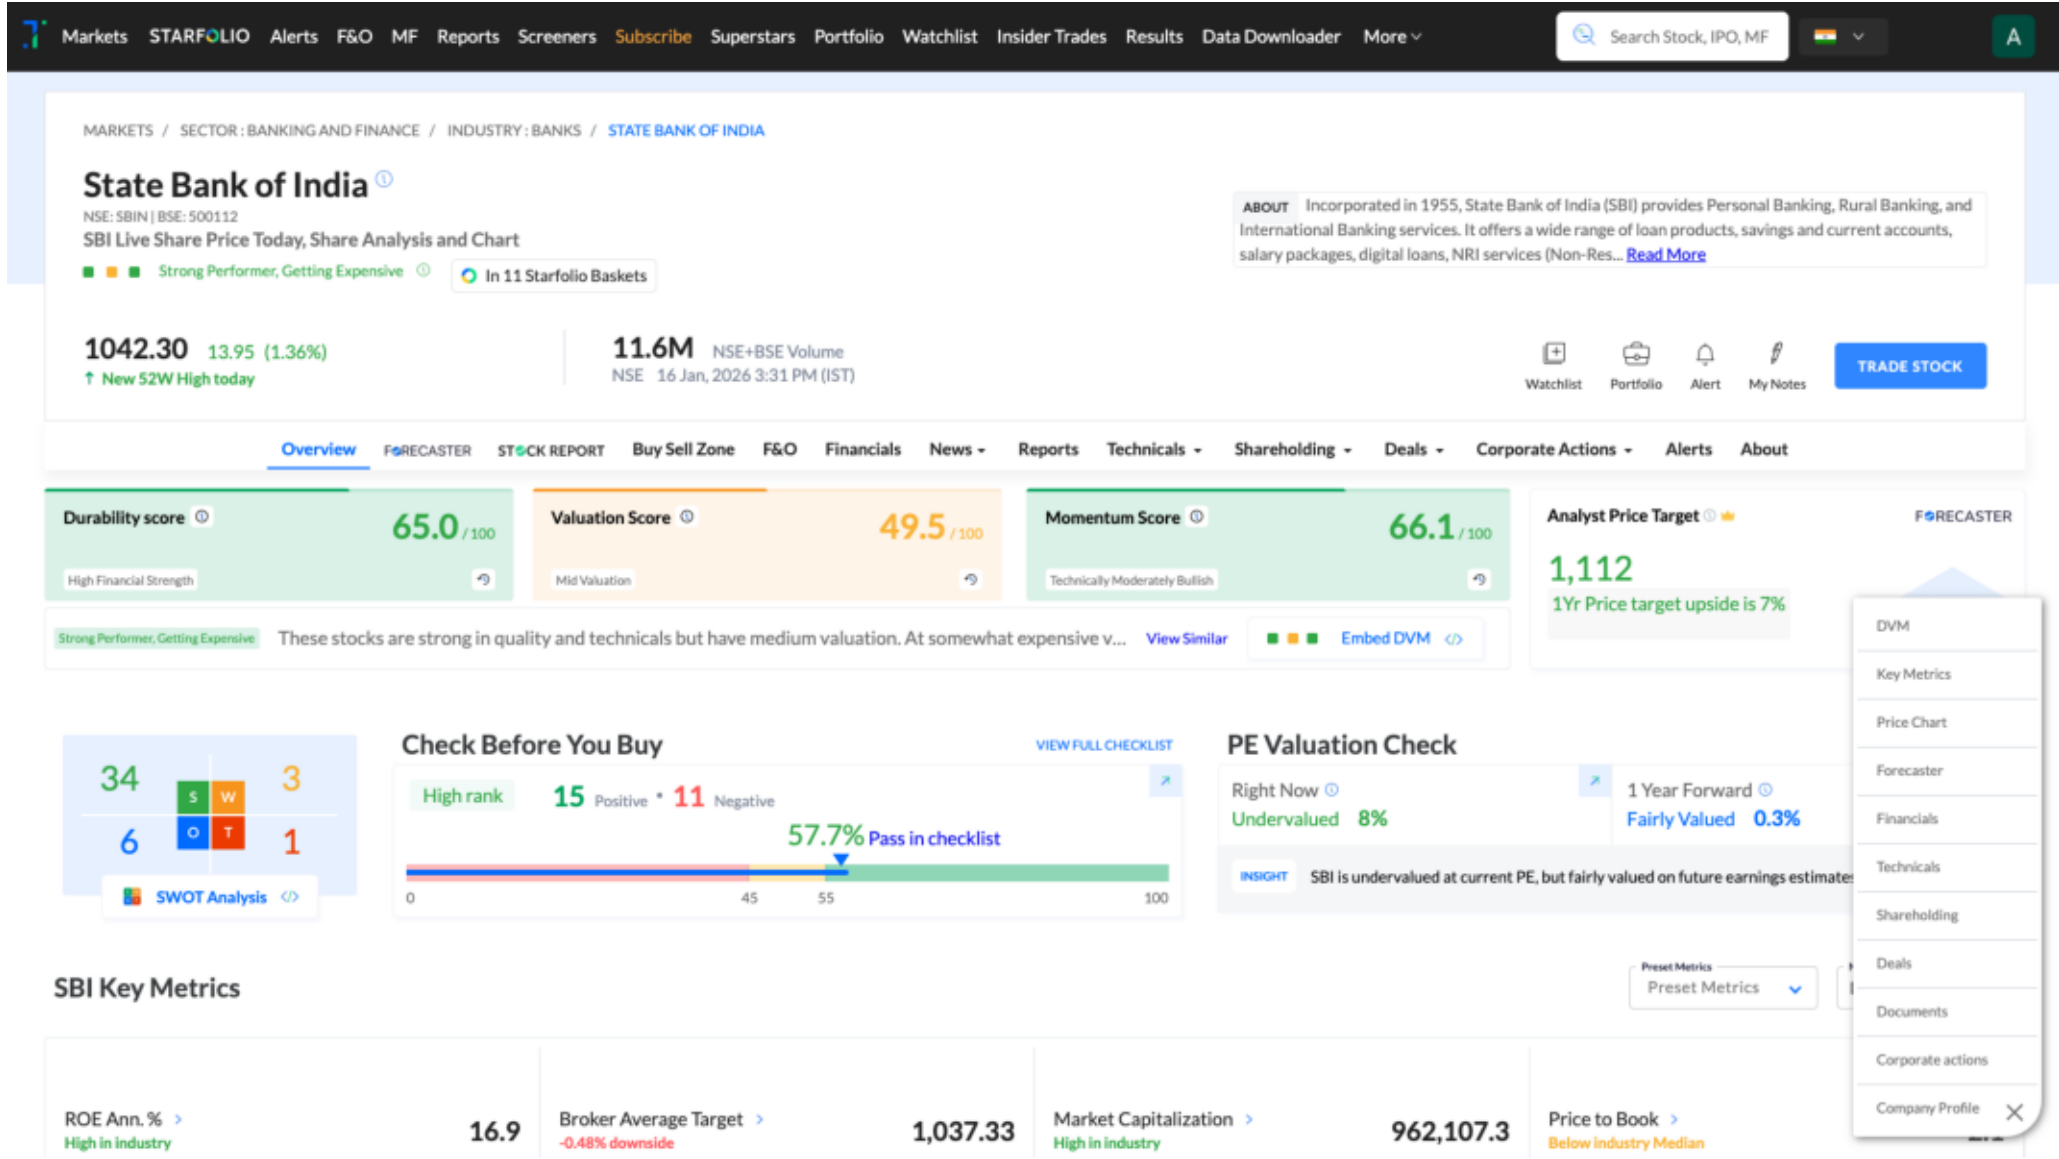 Markets STARFOLIO Alerts F&O MF Reports Screeners Subscribe Superstars Portfolio Watchlist Insider Trades Results Data Downloader More Search Stock, IPO, MF A
MARKETS / SECTOR : BANKING AND FINANCE / INDUSTRY : BANKS / STATE BANK OF INDIA
State Bank of India
NSE: SBIN | BSE: 500112
SBI Live Share Price Today, Share Analysis and Chart
Strong Performer, Getting Expensive In 11 Starfolio Baskets
ABOUT Incorporated in 1955, State Bank of India (SBI) provides Personal Banking, Rural Banking, and
International Banking services. It offers a wide range of loan products, savings and current accounts,
salary packages, digital loans, NRI services (Non-Res... Read More
1042.30 13.95 (1.36%)
New 52W High today
11.6M NSE+BSE Volume
NSE 16 Jan, 2026 3:31 PM (IST)
Watchlist Portfolio Alert My Notes TRADE STOCK
Overview FORECASTER STOCK REPORT Buy Sell Zone F&O Financials News Reports Technicals Shareholding Deals Corporate Actions Alerts About
Durability score 65.0 / 100
High Financial Strength
Valuation Score 49.5 / 100
Mid Valuation
Momentum Score 66.1 / 100
Technically Moderately Bullish
Analyst Price Target FORECASTER
1,112
1Yr Price target upside is 7%
Strong Performer, Getting Expensive These stocks are strong in quality and technicals but have medium valuation. At somewhat expensive v... View Similar Embed DVM </>
34 S W 3
6 O T 1
SWOT Analysis </>
Check Before You Buy VIEW FULL CHECKLIST
High rank 15 Positive * 11 Negative
57.7% Pass in checklist
0 45 55 100
PE Valuation Check
Right Now
Undervalued 8%
1 Year Forward
Fairly Valued 0.3%
INSIGHT SBI is undervalued at current PE, but fairly valued on future earnings estimate
SBI Key Metrics
Preset Metrics
Preset Metrics
ROE Ann. % 16.9
High in industry
Broker Average Target 1,037.33
-0.48% downside
Market Capitalization 962,107.3
High in industry
Price to Book
Below industry Median
DVM
Key Metrics
Price Chart
Forecaster
Financials
Technicals
Shareholding
Deals
Documents
Corporate actions
Company Profile